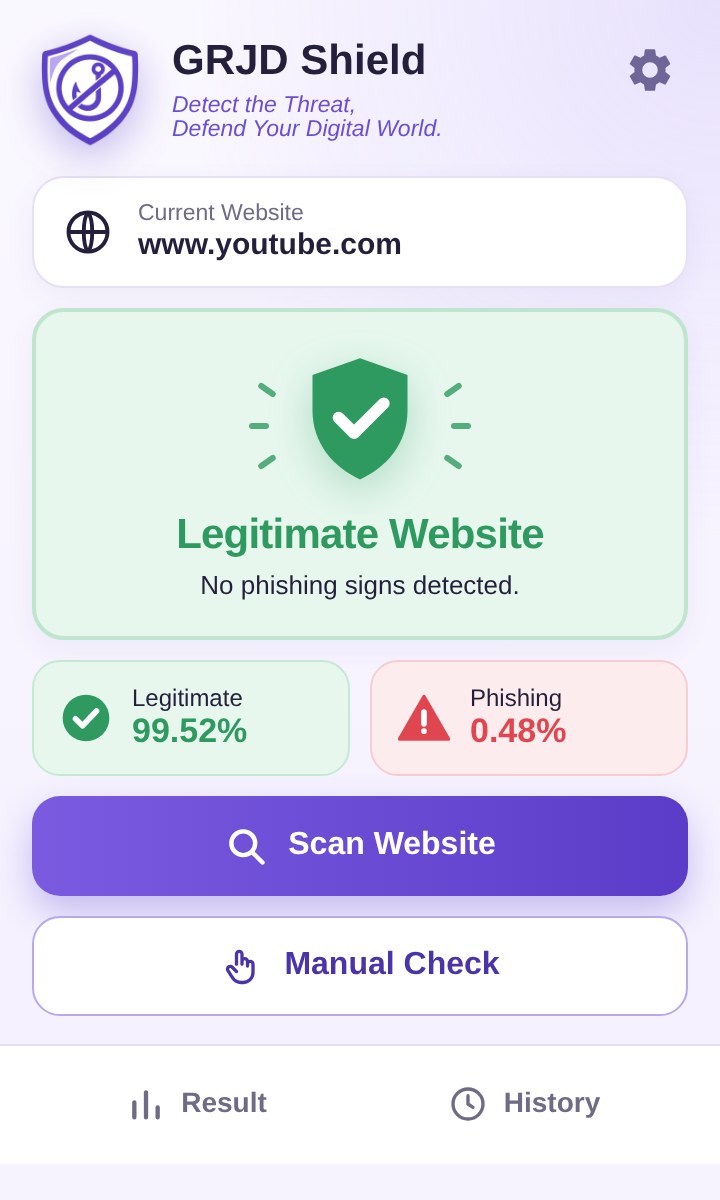 GRJD Shield
Detect the Threat,
Defend Your Digital World.
Current Website
www.youtube.com
Legitimate Website
No phishing signs detected.
Legitimate
99.52%
Phishing
0.48%
Scan Website
Manual Check
Result
History